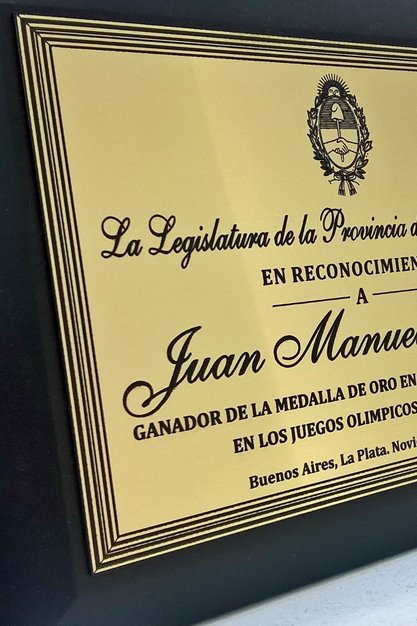 La Legislatura de la Provincia d
EN RECONOCIMIEN
A
Juan Manue
GANADOR DE LA MEDALLA DE ORO EN
EN LOS JUEGOS OLIMPICOS
Buenos Aires, La Plata. Novi